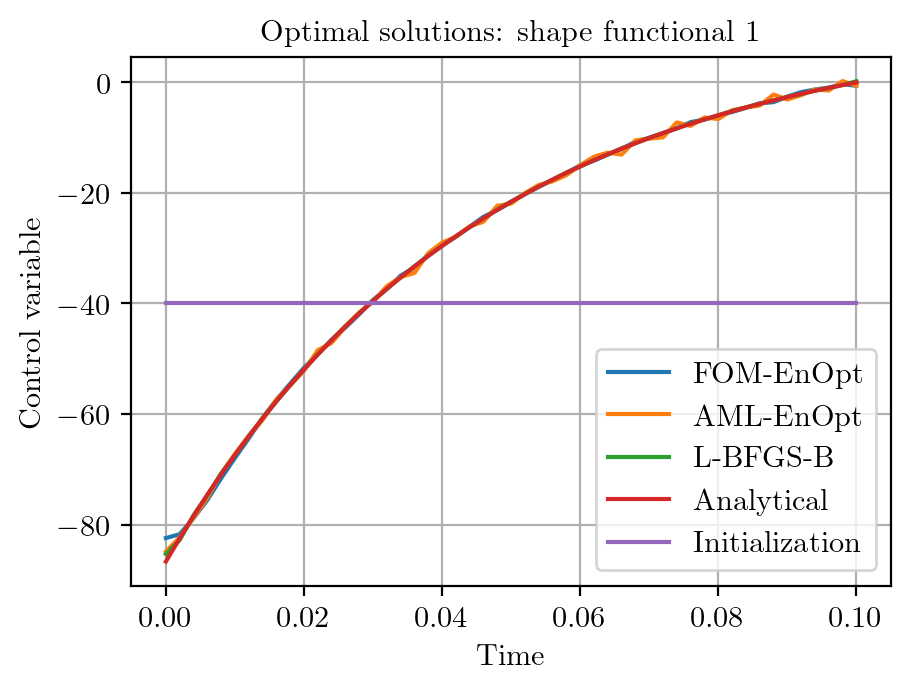 Optimal solutions: shape functional 1
Control variable
0
−20
−40
−60
−80
FOM-EnOpt
AML-EnOpt
L-BFGS-B
Analytical
Initialization
0.00 0.02 0.04 0.06 0.08 0.10
Time